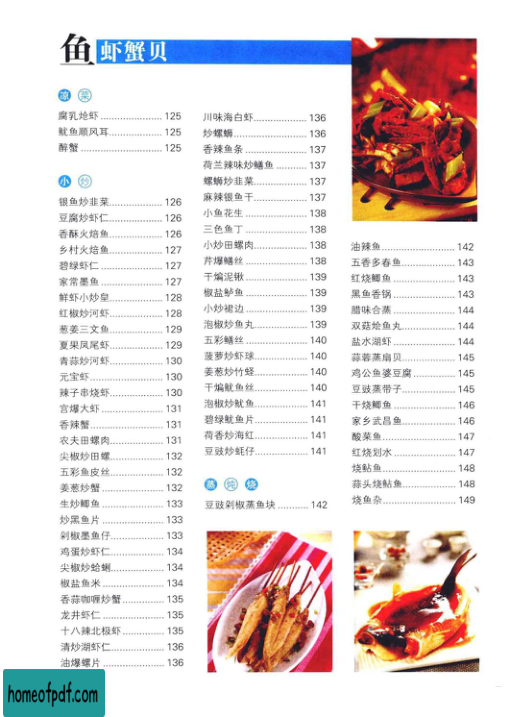 鱼 虾蟹贝
凉 菜
腐乳炝虾 125
鱿鱼顺风耳 125
醉蟹 125
小 炒
银鱼炒韭菜 126
豆腐炒虾仁 126
香酥火焙鱼 126
乡村火焙鱼 127
碧绿虾仁 127
家常墨鱼 127
鲜虾小炒皇 128
红椒炒河虾 128
葱姜三文鱼 129
夏果凤尾虾 129
青蒜炒河虾 130
元宝虾 130
辣子串烧虾 130
宫爆大虾 131
香辣蟹 131
农夫田螺肉 131
尖椒炒田螺 132
五彩鱼皮丝 132
姜葱炒蟹 132
生炒鲫鱼 133
炒黑鱼片 133
剁椒墨鱼仔 133
鸡蛋炒虾仁 134
尖椒炒蛤蜊 134
椒盐鱼米 134
香蒜咖喱炒蟹 135
龙井虾仁 135
十八辣北极虾 135
清炒湖虾仁 136
油爆螺片 136
川味海白虾 136
炒螺蛳 136
香辣鱼条 137
荷兰辣味炒鳝鱼 137
螺蛳炒韭菜 137
麻辣银鱼干 137
小鱼花生 138
三色鱼丁 138
小炒田螺肉 138
芹爆鳝丝 138
干煸泥鳅 139
椒盐鲈鱼 139
小炒裙边 139
泡椒炒鱼丸 139
五彩鳝丝 140
菠萝炒虾球 140
姜葱炒竹蛏 140
干煸鱿鱼丝 140
泡椒炒鱿鱼 141
碧绿鱿鱼片 141
荷香炒海红 141
豆豉炒蚝仔 141
蒸 炖 烧
豆豉剁椒蒸鱼块 142
油辣鱼 142
五香多春鱼 143
红烧鲫鱼 143
黑鱼香锅 143
腊味合蒸 144
双菇烩鱼丸 144
盐水湖虾 144
蒜蓉蒸扇贝 145
鸡公鱼婆豆腐 145
豆豉蒸带子 145
干烧鲫鱼 146
家乡武昌鱼 146
酸菜鱼 147
红烧划水 147
烧鲇鱼 148
蒜头烧鲇鱼 148
烧鱼杂 149
homeofpdf.com